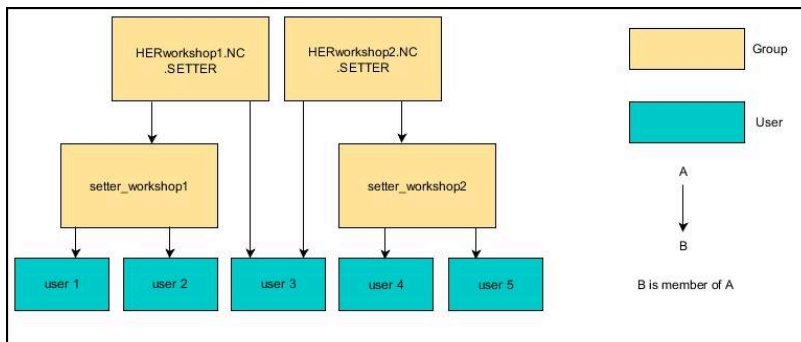 HERworkshop1.NC
.SETTER
HERworkshop2.NC
.SETTER
Group
User
setter_workshop1
setter_workshop2
A
B
user 1
user 2
user 3
user 4
user 5
B is member of A